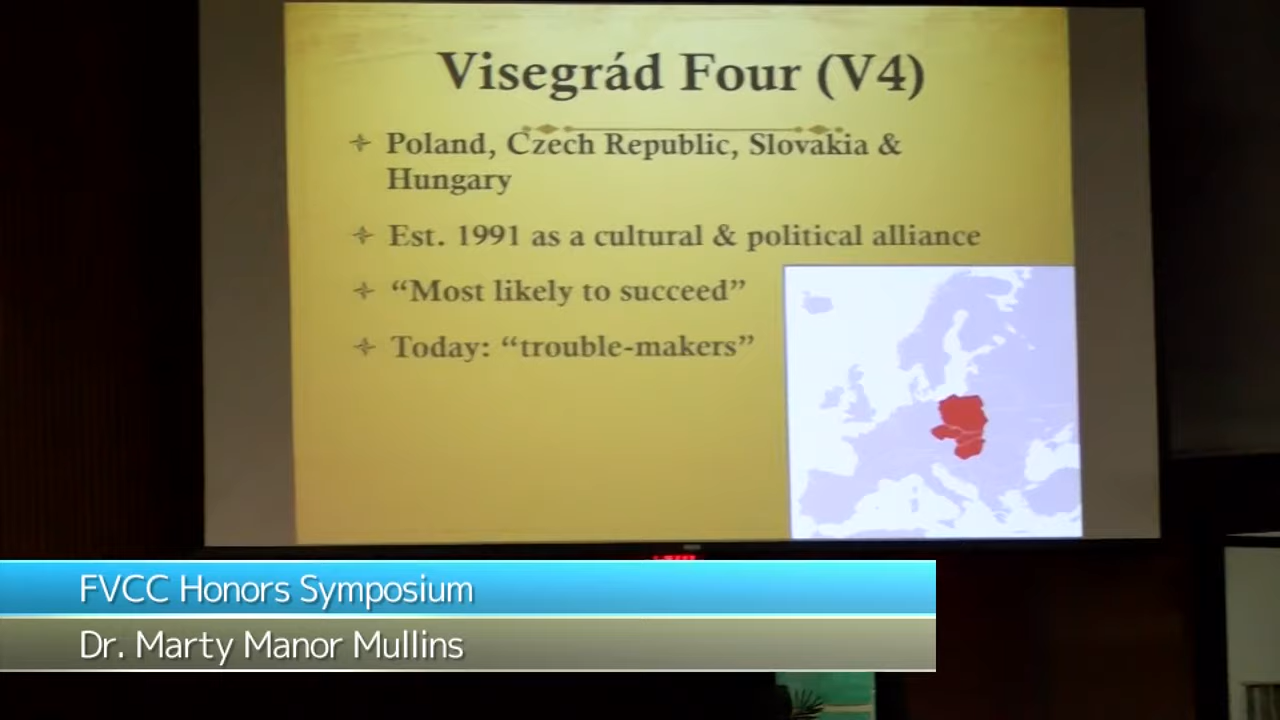 Visegrád Four (V4)
Poland, Czech Republic, Slovakia &
Hungary
Est. 1991 as a cultural & political alliance
“Most likely to succeed”
Today: “trouble-makers”
FVCC Honors Symposium
Dr. Marty Manor Mullins